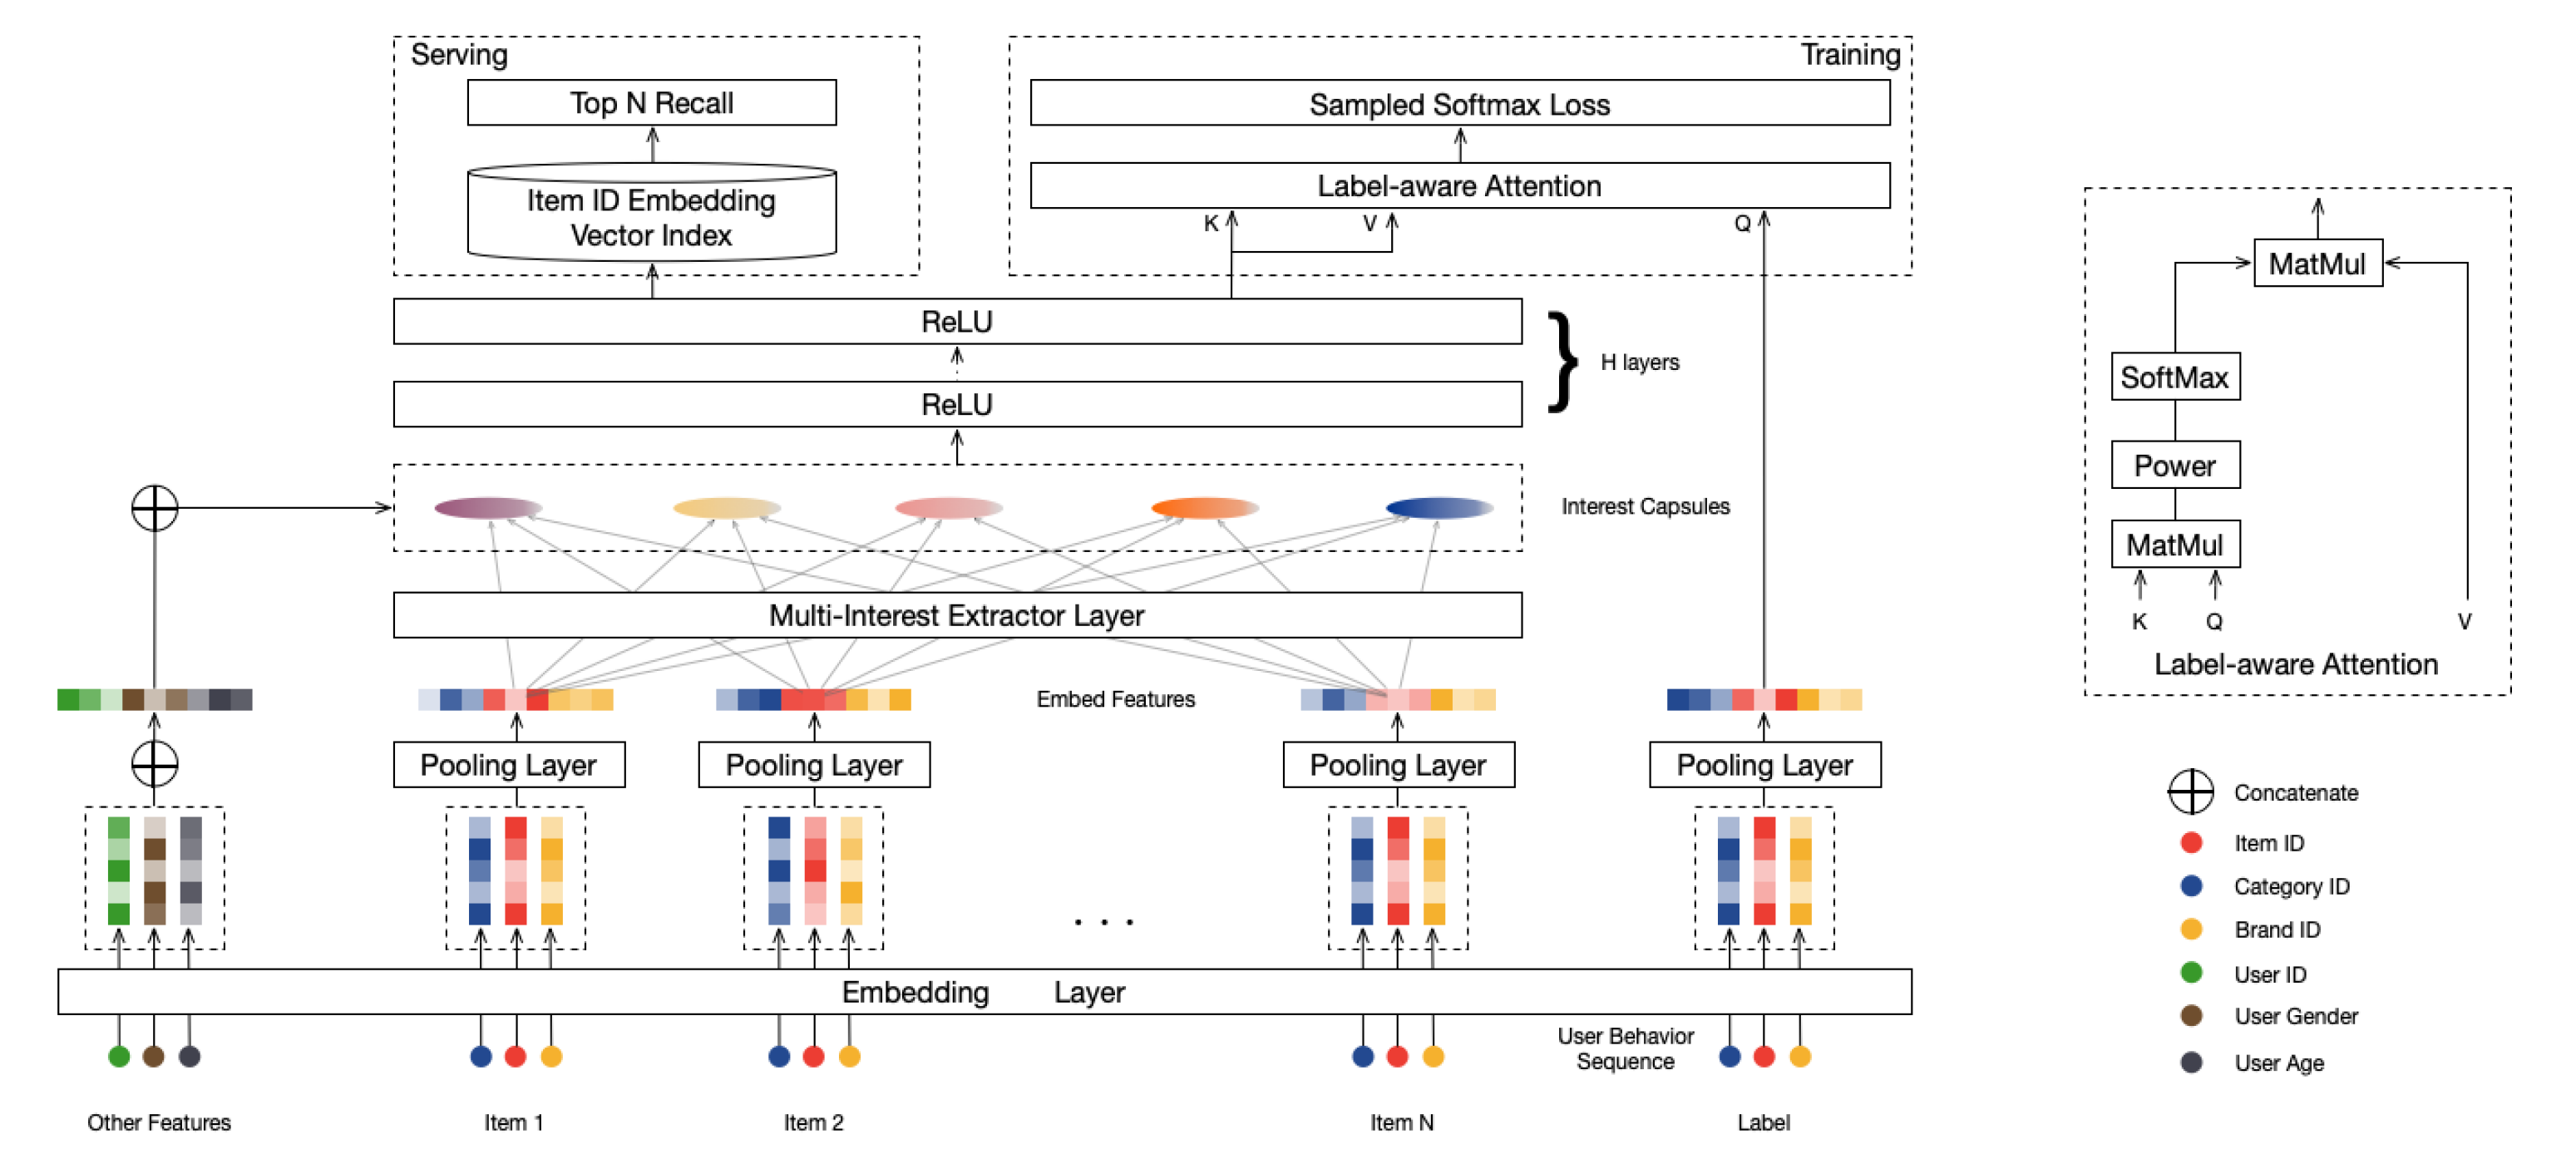 Serving
Top N Recall
Item ID Embedding
Vector Index
Training
Sampled Softmax Loss
Label-aware Attention
K
V
Q
ReLU
ReLU
H layers
Interest Capsules
Multi-Interest Extractor Layer
Embed Features
Pooling Layer
Pooling Layer
Pooling Layer
Pooling Layer
. . .
Embedding Layer
User Behavior
Sequence
Other Features
Item 1
Item 2
Item N
Label
MatMul
SoftMax
Power
MatMul
K
Q
V
Label-aware Attention
Concatenate
Item ID
Category ID
Brand ID
User ID
User Gender
User Age